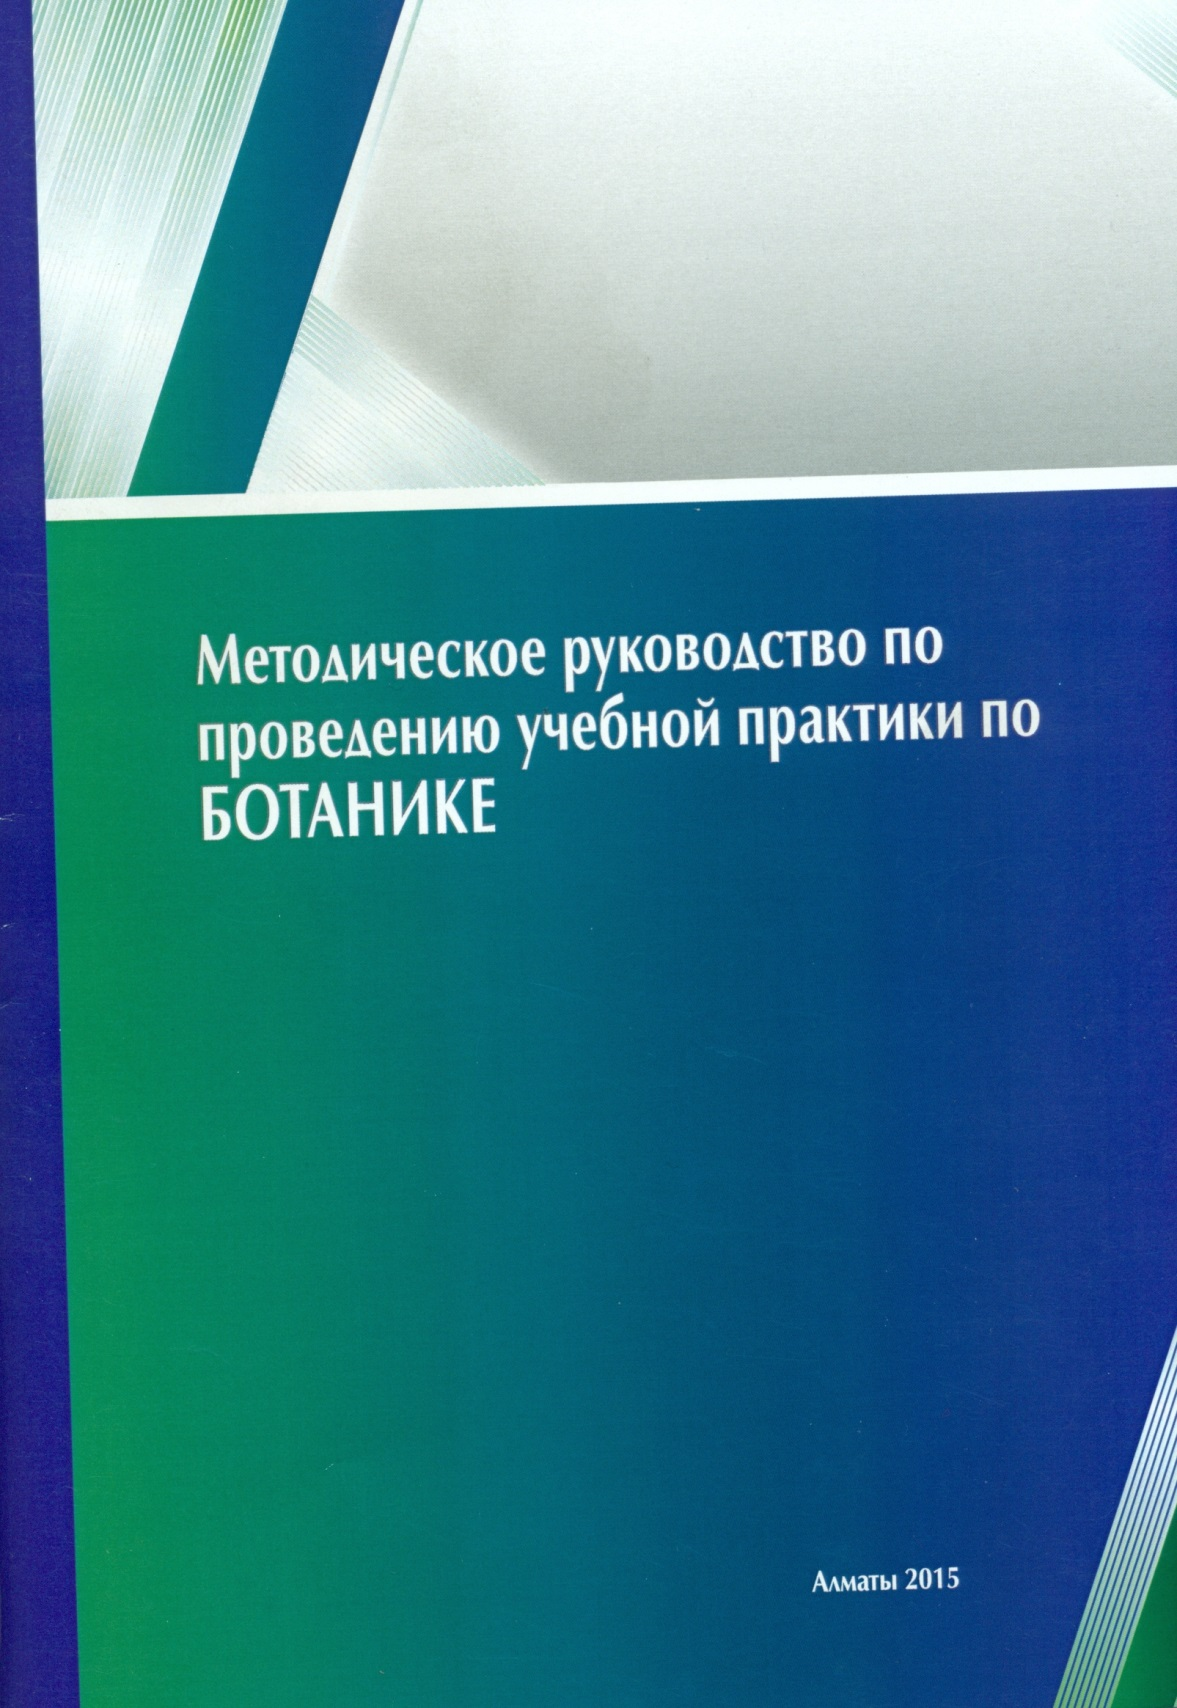 Методическое руководство по
проведению учебной практики по
БОТАНИКЕ
Алматы 2015